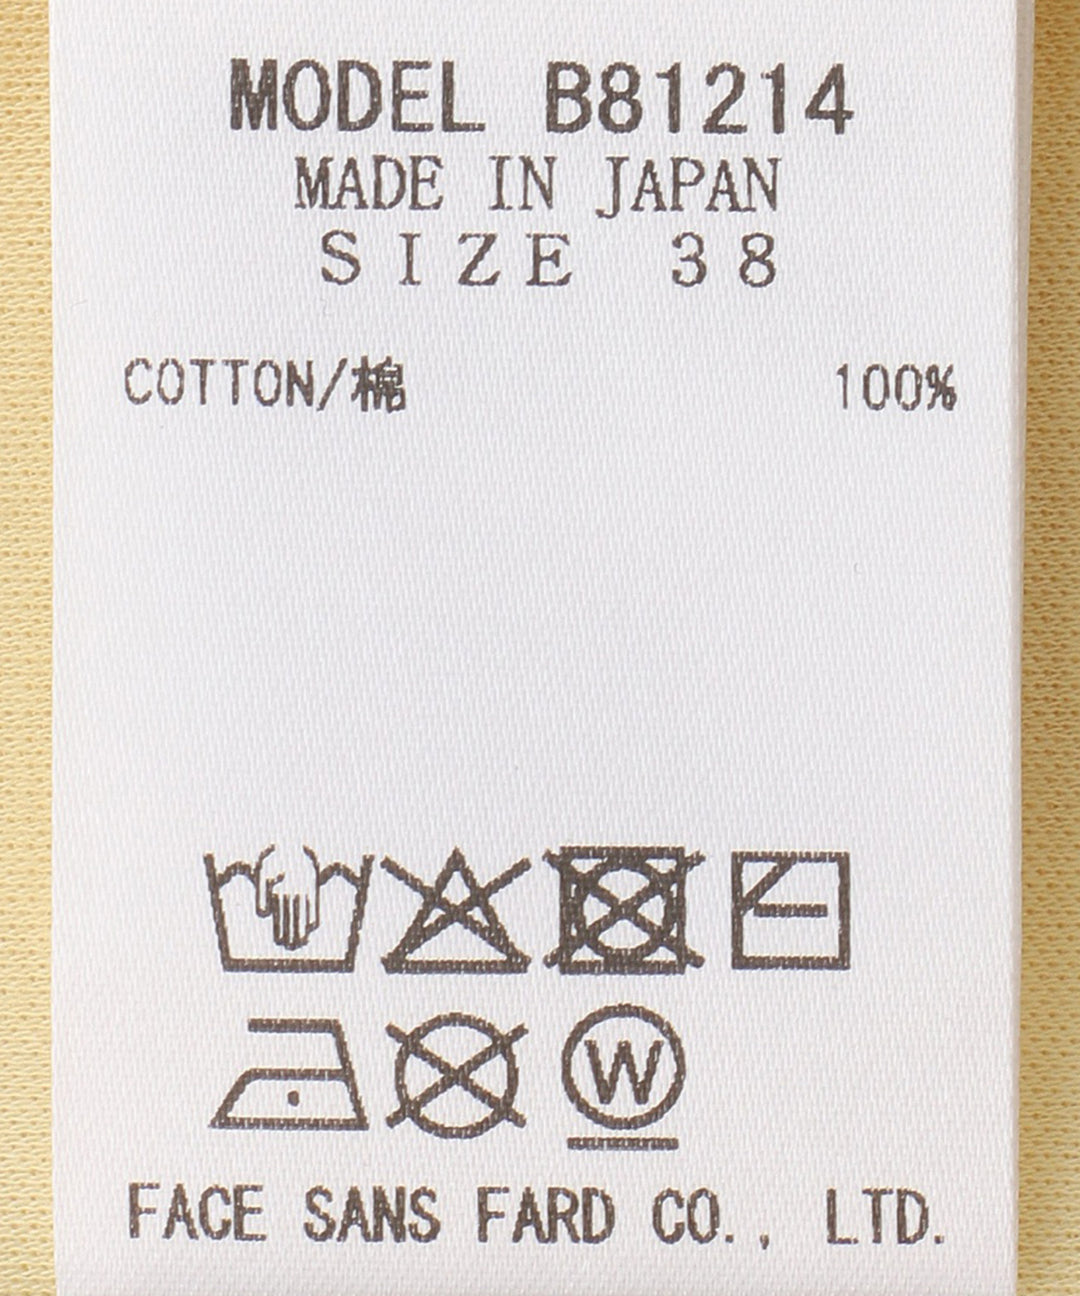 MODEL B81214
MADE IN JAPAN
SIZE 38
COTTON/棉 100%
W
FACE SANS FARD CO., LTD.